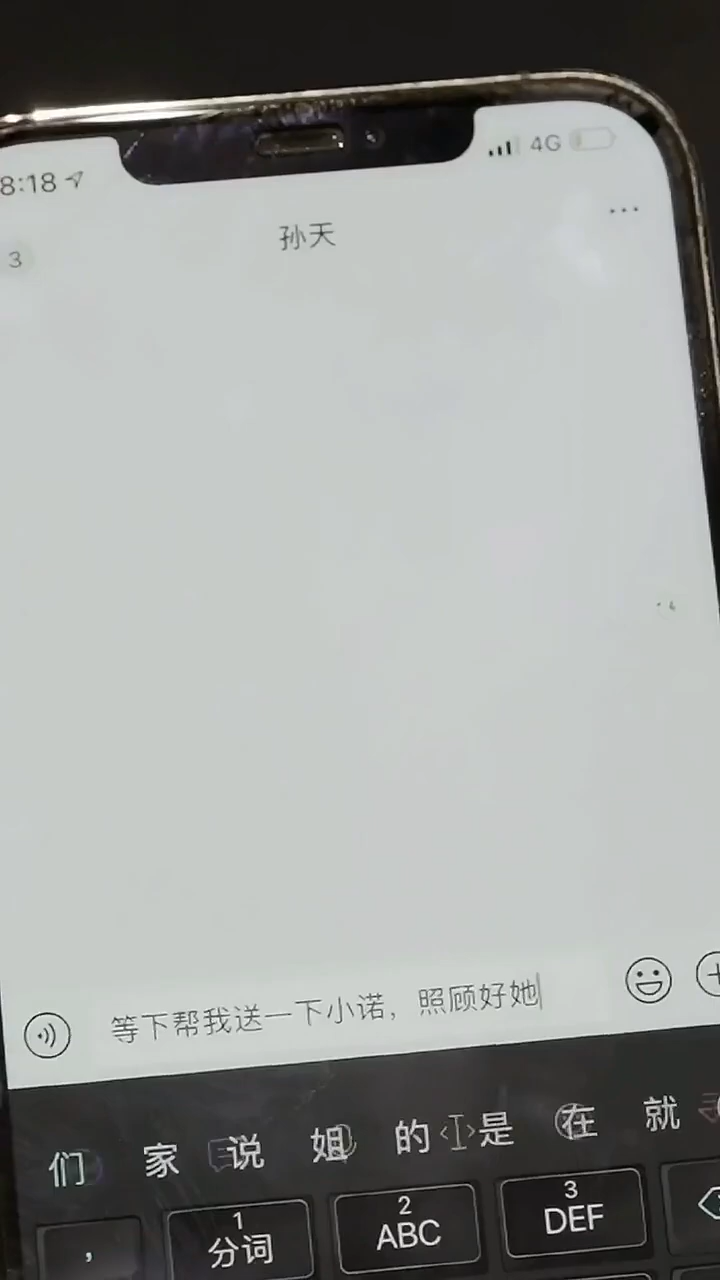 8:18 4G
3 孙天 ...
等下帮我送一下小诺，照顾好她
们 家 说 姐 的 是 在 就
， 1 分词 2 ABC 3 DEF